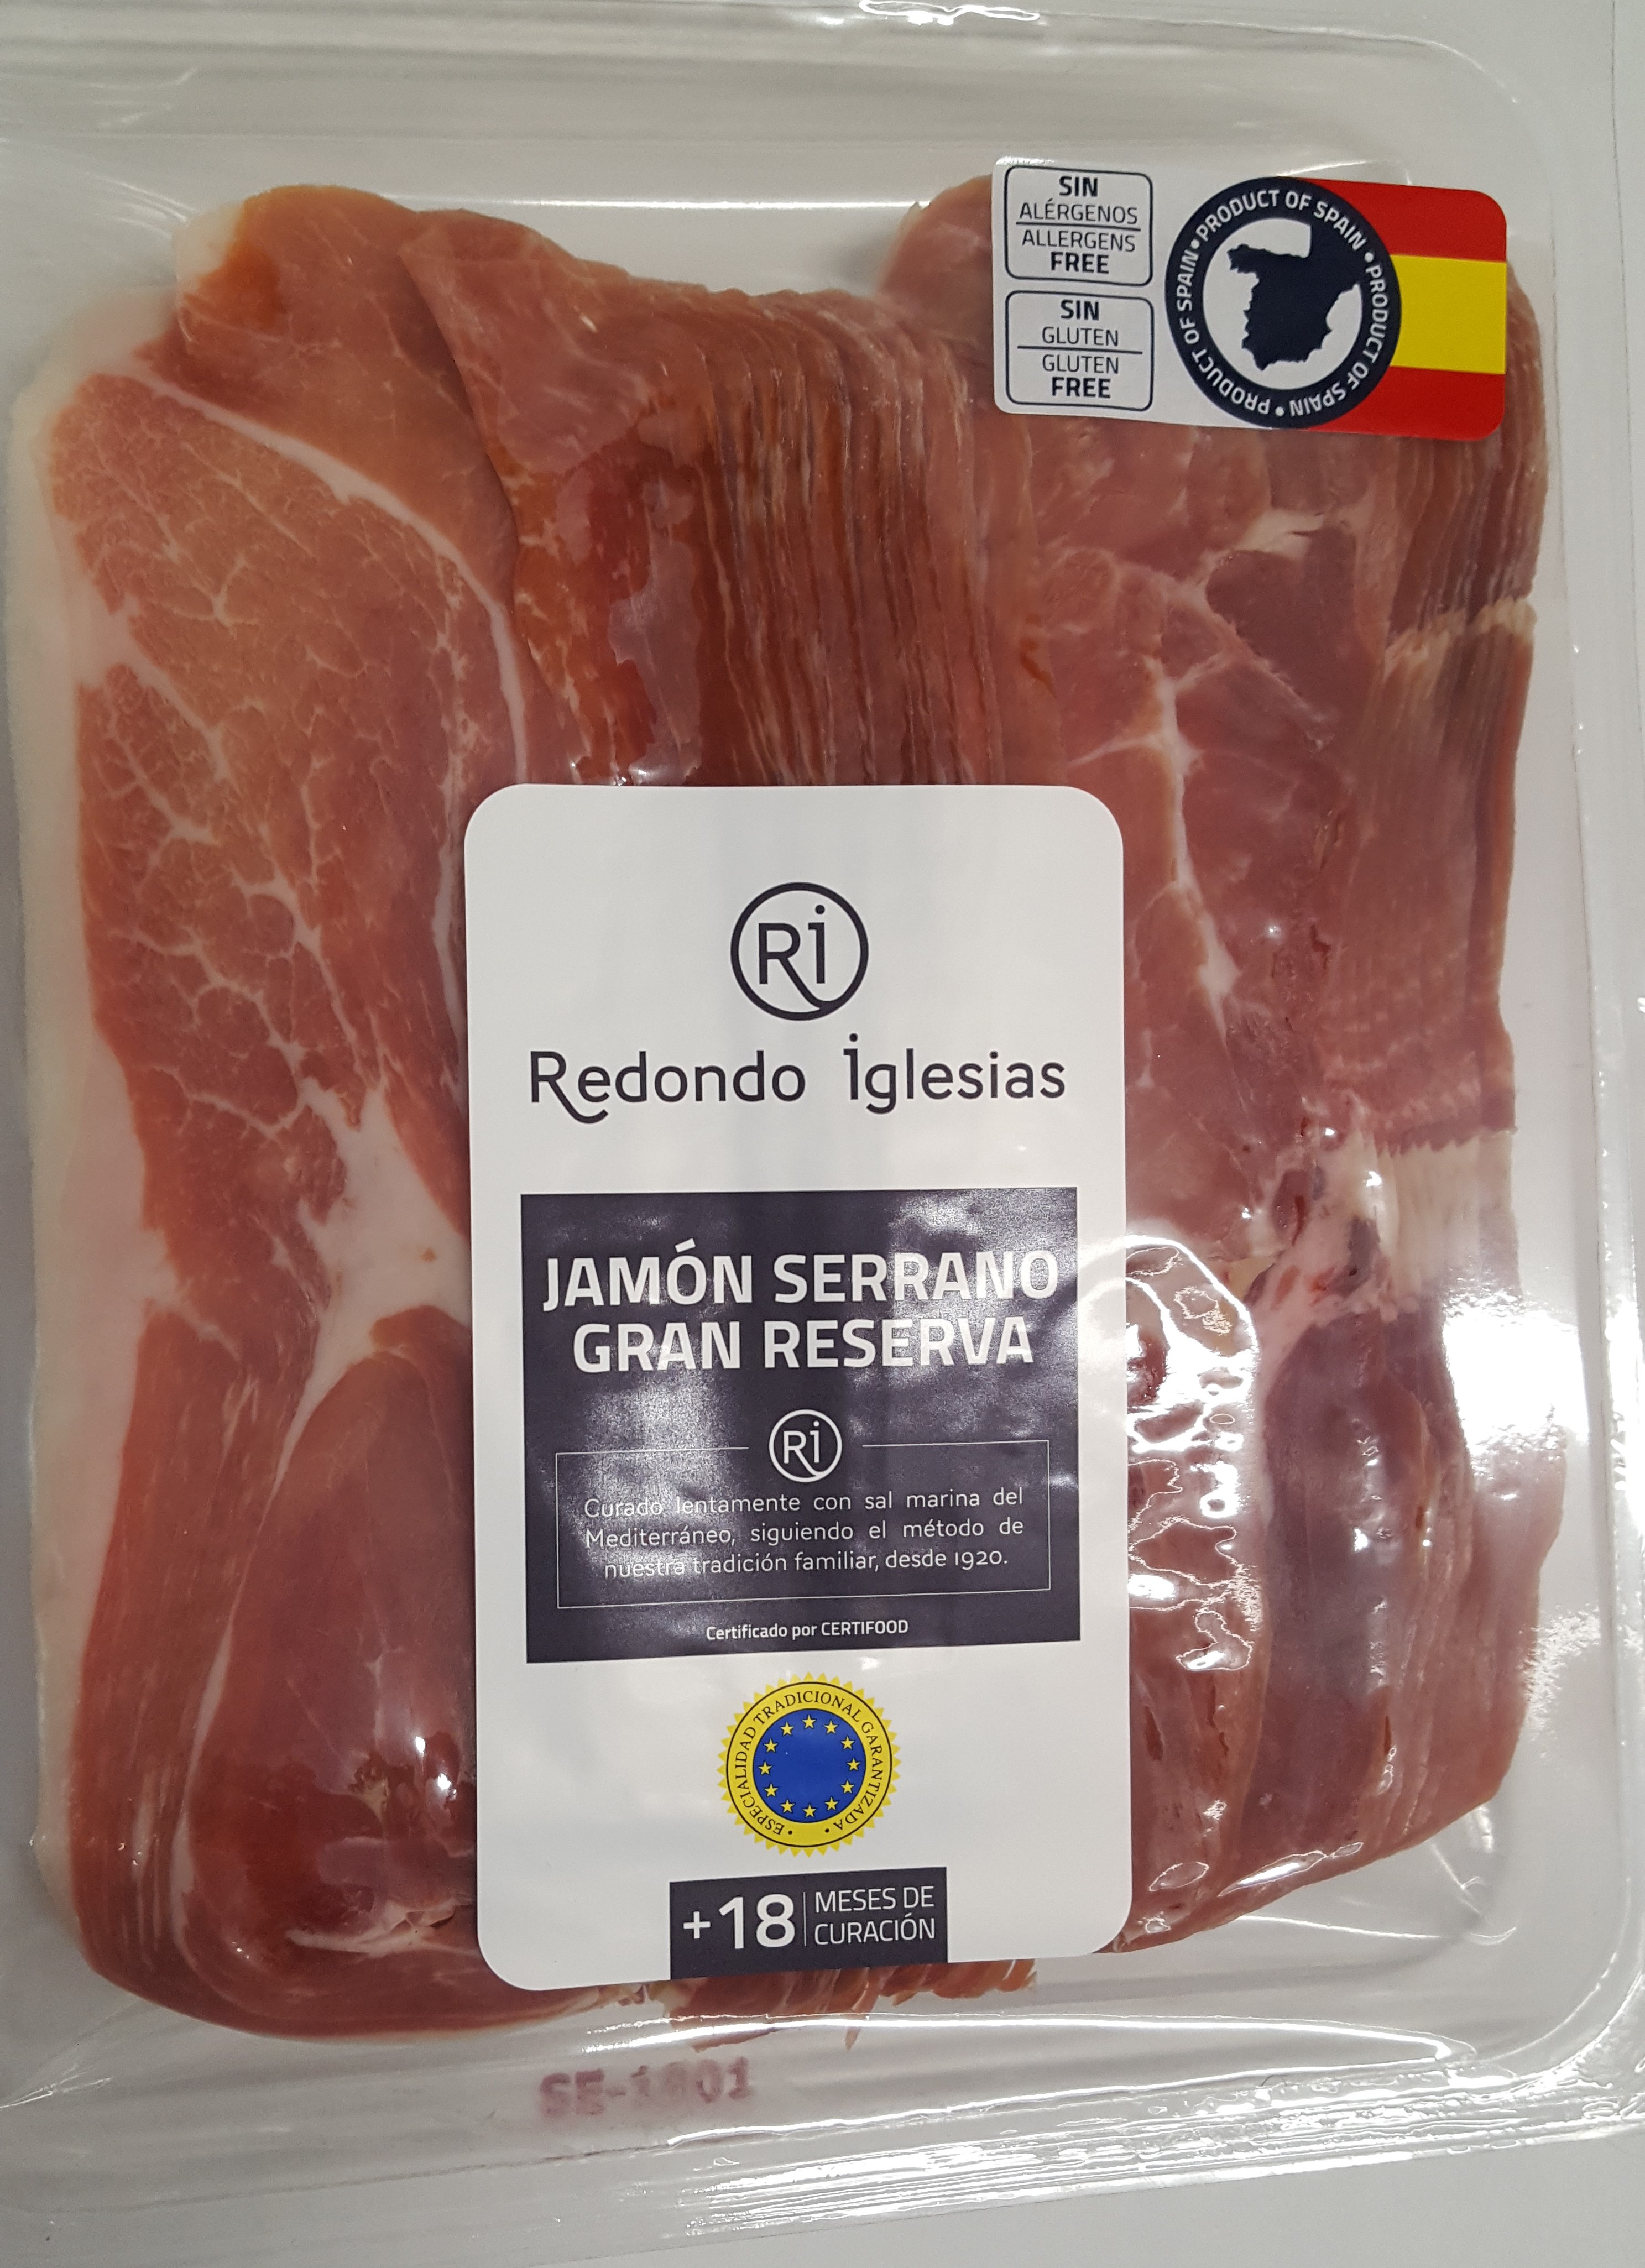 SIN
ALÉRGENOS
ALLERGENS
FREE
SIN
GLUTEN
GLUTEN
FREE
PRODUCT OF SPAIN • PRODUCT OF SPAIN • PRODUCT OF SPAIN •
Ri
Redondo Iglesias
JAMÓN SERRANO
GRAN RESERVA
Ri
Curado lentamente con sal marina del
Mediterráneo, siguiendo el método de
nuestra tradición familiar, desde 1920.
Certificado por CERTIFOOD
• ESPECIALIDAD TRADICIONAL GARANTIZADA •
+18 MESES DE
CURACIÓN